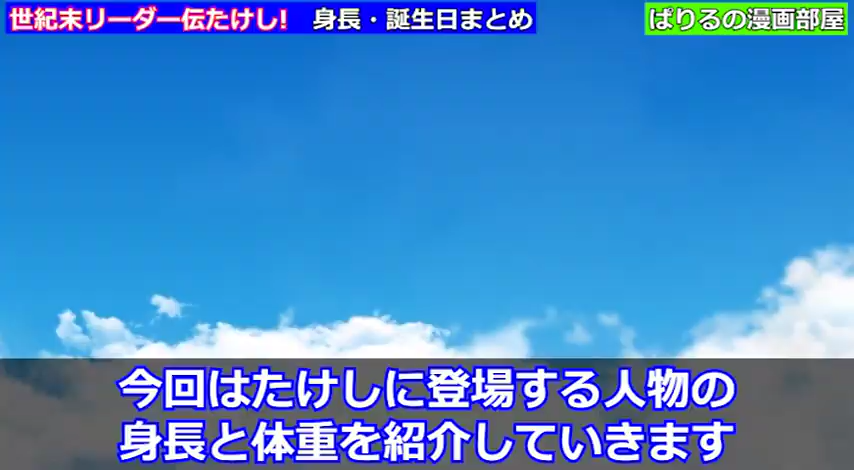 世紀末リーダー伝たけし! 身長・誕生日まとめ
ぱりるの漫画部屋
今回はたけしに登場する人物の
身長と体重を紹介していきます